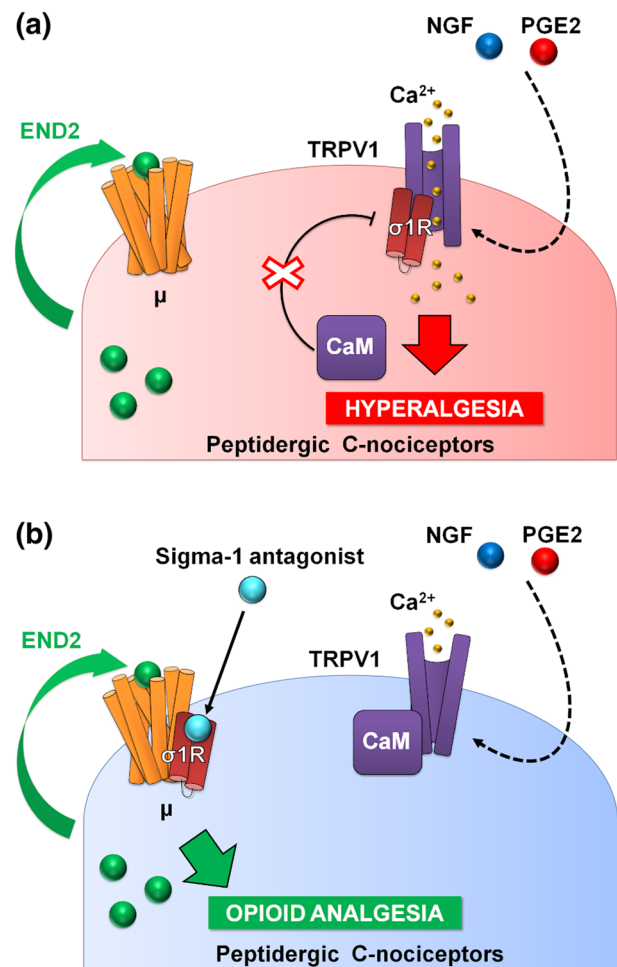 (a)
NGF PGE2
Ca²⁺
END2
TRPV1
σ1R
μ
CaM
HYPERALGESIA
Peptidergic C-nociceptors
(b)
NGF PGE2
Sigma-1 antagonist
Ca²⁺
END2
TRPV1
σ1R
CaM
μ
OPIOID ANALGESIA
Peptidergic C-nociceptors